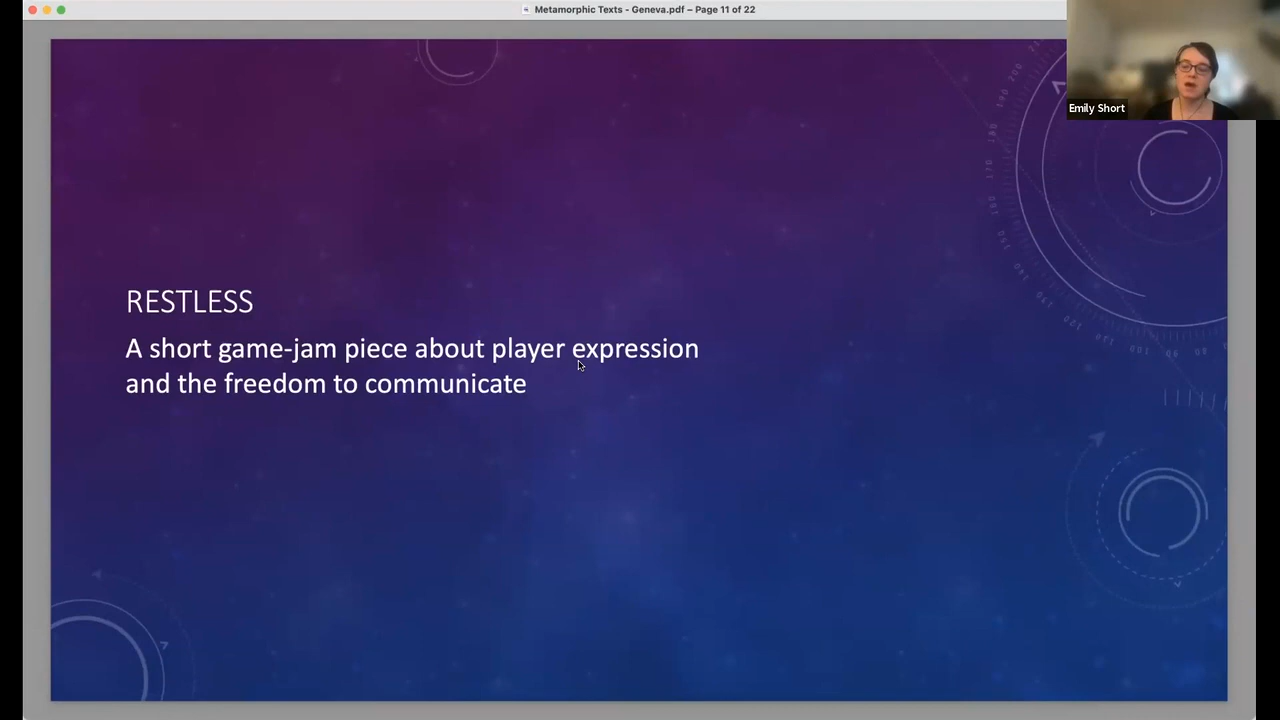 Metamorphic Texts - Geneva.pdf – Page 11 of 22
Emily Short
RESTLESS
A short game-jam piece about player expression
and the freedom to communicate